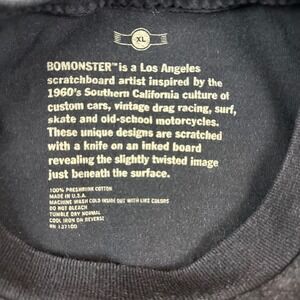 XL
BOMONSTER™ is a Los Angeles
scratchboard artist inspired by the
1960's Southern California culture of
custom cars, vintage drag racing, surf,
skate and old-school motorcycles.
These unique designs are scratched
with a knife on an inked board
revealing the slightly twisted image
just beneath the surface.
100% PRESHRUNK COTTON
MADE IN U.S.A.
MACHINE WASH COLD INSIDE OUT WITH LIKE COLORS
DO NOT BLEACH
TUMBLE DRY NORMAL
COOL IRON ON REVERSE
RN 137100